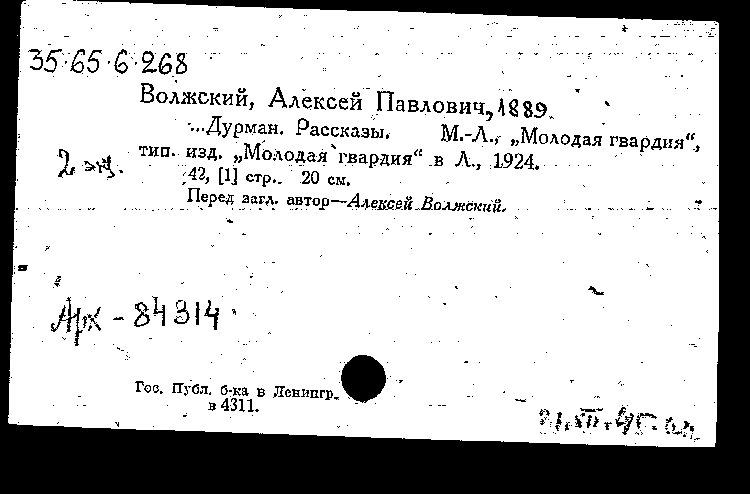 35.65.6.268
Волжский, Алексей Павлович, 1889.
...Дурман. Рассказы. М.-Л., „Молодая гвардия“,
2 экз. тип. изд. „Молодая гвардия“ в Л., 1924.
42, [1] стр. 20 см.
Перед загл. автор—Алексей Волжский.
Арх - 84314
Гос. Публ. б-ка в Ленингр.
в 4311.